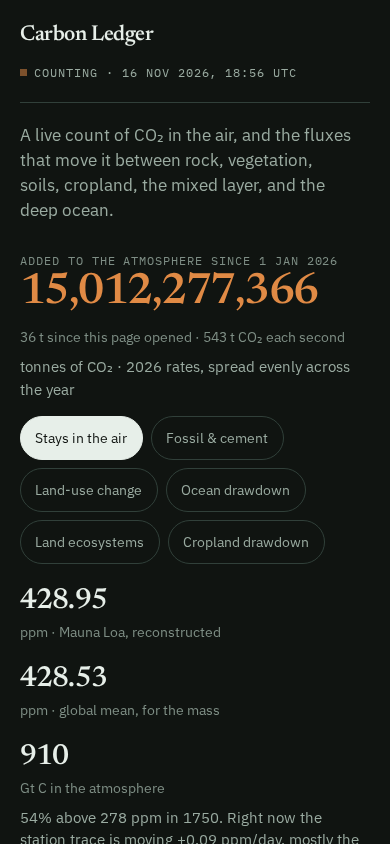 Carbon Ledger
COUNTING · 16 NOV 2026, 18:56 UTC
A live count of CO₂ in the air, and the fluxes
that move it between rock, vegetation,
soils, cropland, the mixed layer, and the
deep ocean.
ADDED TO THE ATMOSPHERE SINCE 1 JAN 2026
15,012,277,366
36 t since this page opened · 543 t CO₂ each second
tonnes of CO₂ · 2026 rates, spread evenly across
the year
Stays in the air
Fossil & cement
Land-use change
Ocean drawdown
Land ecosystems
Cropland drawdown
428.95
ppm · Mauna Loa, reconstructed
428.53
ppm · global mean, for the mass
910
Gt C in the atmosphere
54% above 278 ppm in 1750. Right now the
station trace is moving +0.09 ppm/day, mostly the